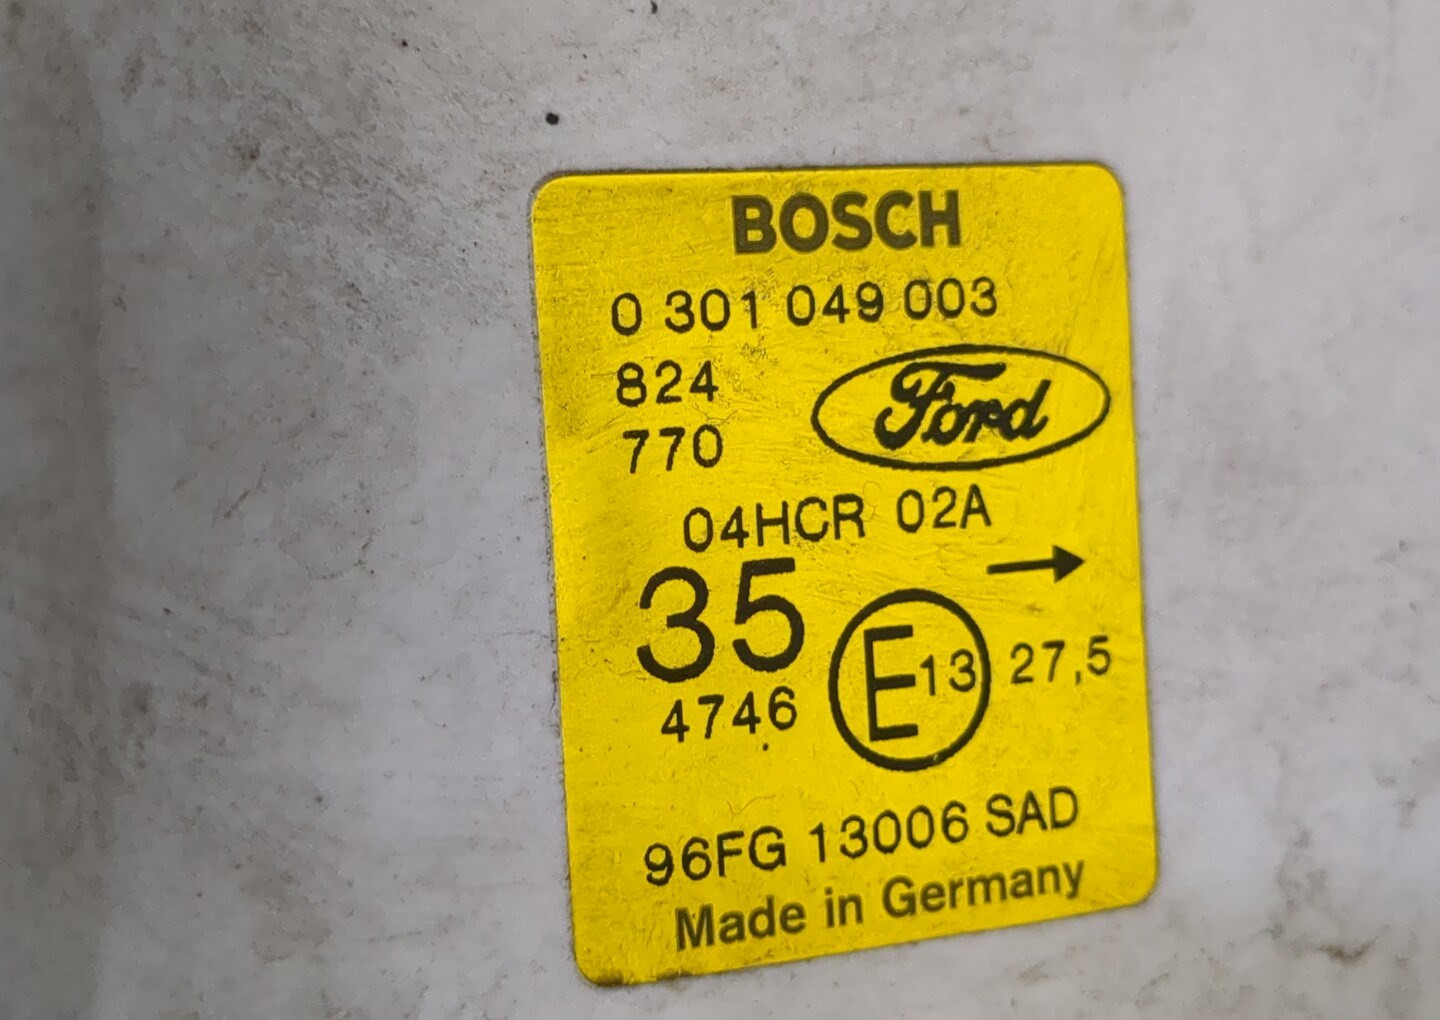 BOSCH
0 301 049 003
824
770
Ford
04HCR 02A
→
35
E13 27,5
4746
96FG 13006 SAD
Made in Germany